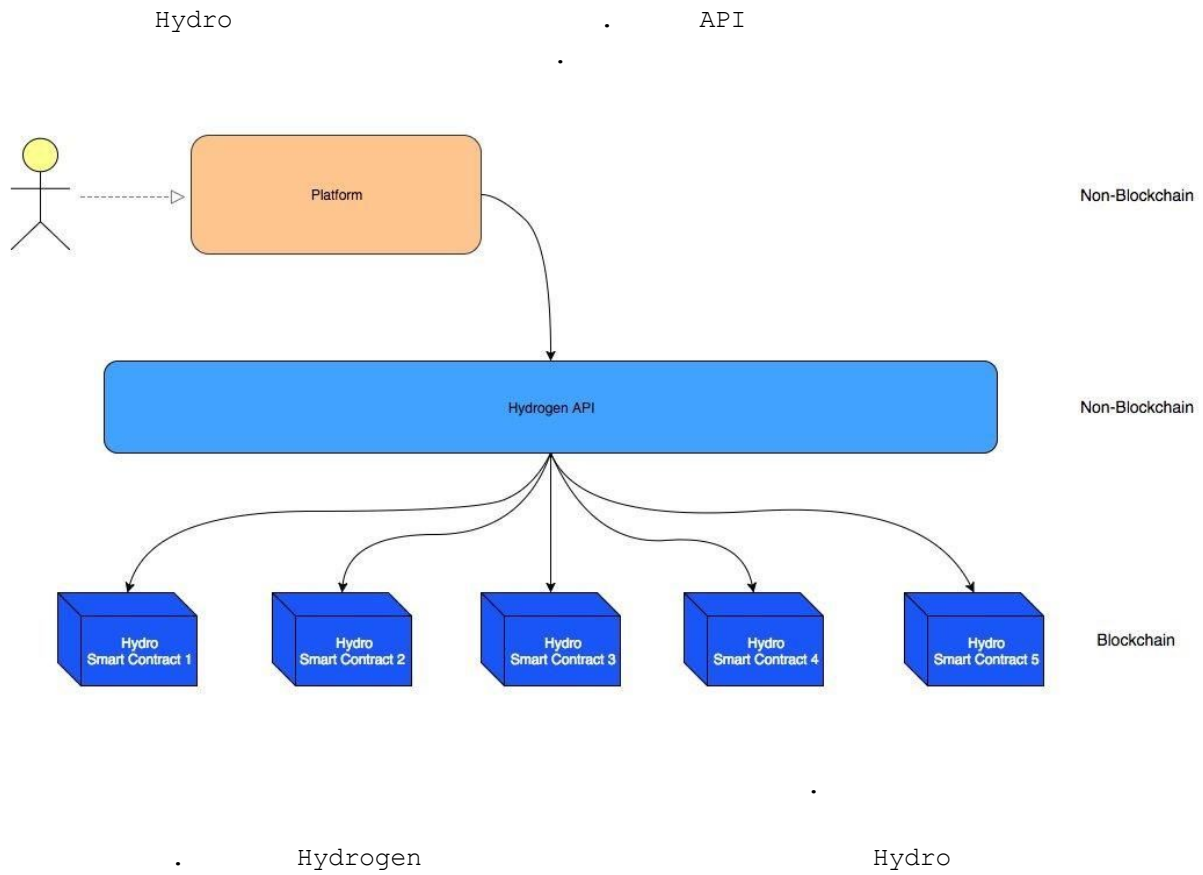 Hydro . API
.
Platform
Non-Blockchain
Hydrogen API
Non-Blockchain
Hydro
Smart Contract 1
Hydro
Smart Contract 2
Hydro
Smart Contract 3
Hydro
Smart Contract 4
Hydro
Smart Contract 5
Blockchain
.
. Hydrogen Hydro